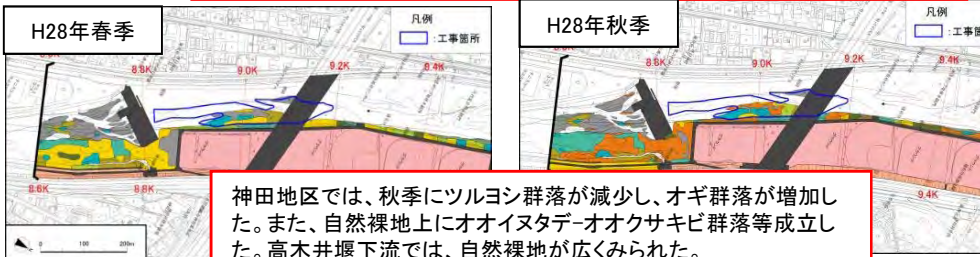 H28年春季
凡例
:工事箇所
8.8K
9.0K
9.2K
9.4K
8.6K
8.8K
0 100 200m
H28年秋季
凡例
:工事箇
8.8K
9.0K
9.2K
9.4K
9.4K
神田地区では、秋季にツルヨシ群落が減少し、オギ群落が増加し
た。また、自然裸地上にオオイヌタデ-オオクサキビ群落等成立し
た。高木井堰下流では、自然裸地が広くみられた。